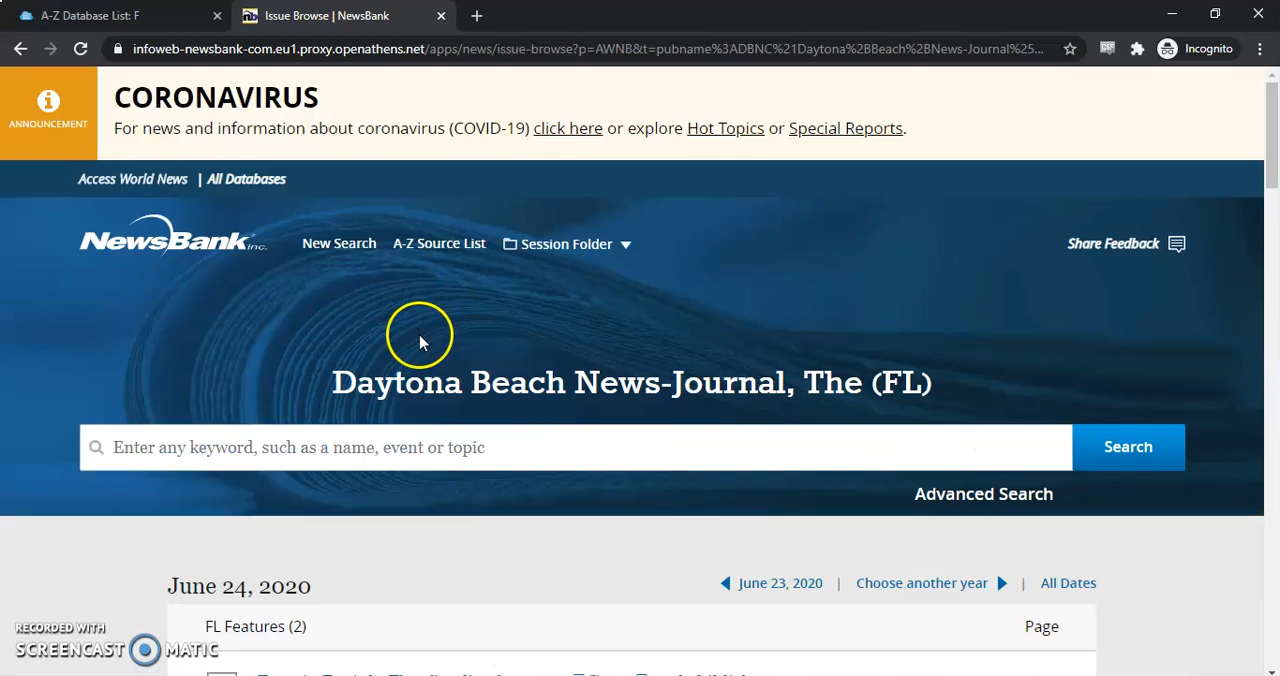 A-Z Database List: F
Issue Browse | NewsBank
infoweb-newsbank-com.eu1.proxy.openathens.net/apps/news/issue-browse?p=AWNB&t=pubname%3ADBNC%21Daytona%2BBeach%2BNews-Journal%25...
Incognito
ANNOUNCEMENT
CORONAVIRUS
For news and information about coronavirus (COVID-19) click here or explore Hot Topics or Special Reports.
Access World News | All Databases
NewsBank inc.
New Search
A-Z Source List
Session Folder
Share Feedback
Daytona Beach News-Journal, The (FL)
Enter any keyword, such as a name, event or topic
Search
Advanced Search
June 24, 2020
June 23, 2020 | Choose another year | All Dates
FL Features (2)
Page
RECORDED WITH
SCREENCAST MATIC